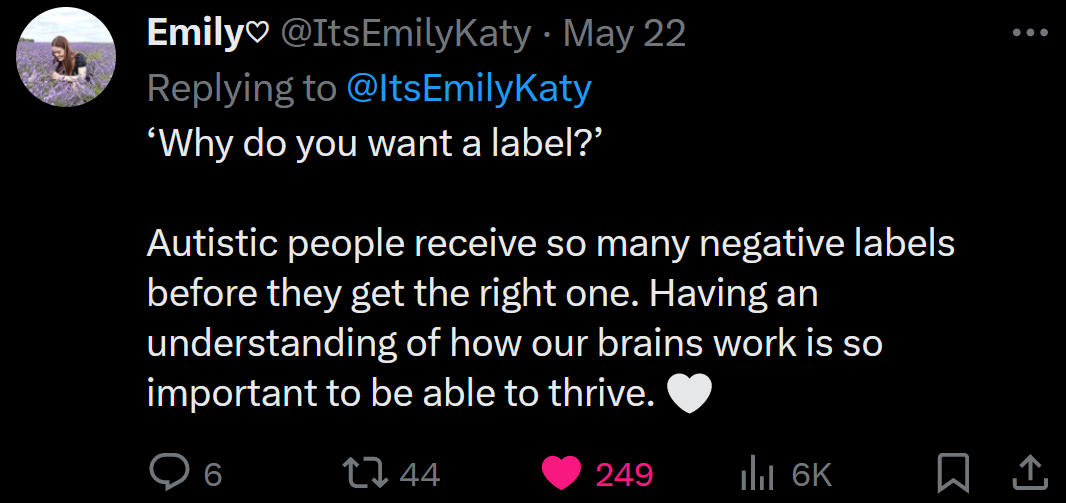 Emily♡ @ItsEmilyKaty · May 22
Replying to @ItsEmilyKaty
‘Why do you want a label?’
Autistic people receive so many negative labels
before they get the right one. Having an
understanding of how our brains work is so
important to be able to thrive. 🤍
6 44 249 6K